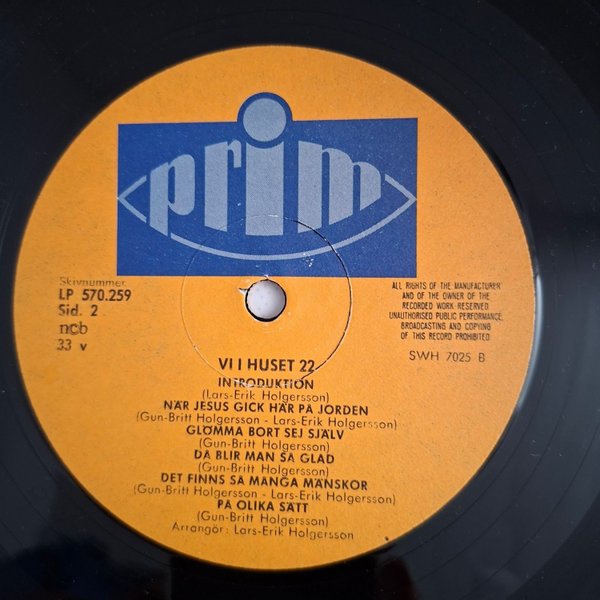 prim
Skivnummer
LP 570.259
Sid. 2
ncb
33 v
ALL RIGHTS OF THE MANUFACTURER
AND OF THE OWNER OF THE
RECORDED WORK RESERVED
UNAUTHORISED PUBLIC PERFORMANCE,
BROADCASTING AND COPYING
OF THIS RECORD PROHIBITED
SWH 7025 B
VI I HUSET 22
INTRODUKTION
(Lars-Erik Holgersson)
NÄR JESUS GICK HÄR PÅ JORDEN
(Gun-Britt Holgersson - Lars-Erik Holgersson)
GLÖMMA BORT SEJ SJÄLV
(Gun-Britt Holgersson)
DÅ BLIR MAN SÅ GLAD
(Gun-Britt Holgersson)
DET FINNS SÅ MÅNGA MÄNSKOR
(Gun-Britt Holgersson - Lars-Erik Holgersson)
PÅ OLIKA SÄTT
(Gun-Britt Holgersson)
Arrangör: Lars-Erik Holgersson